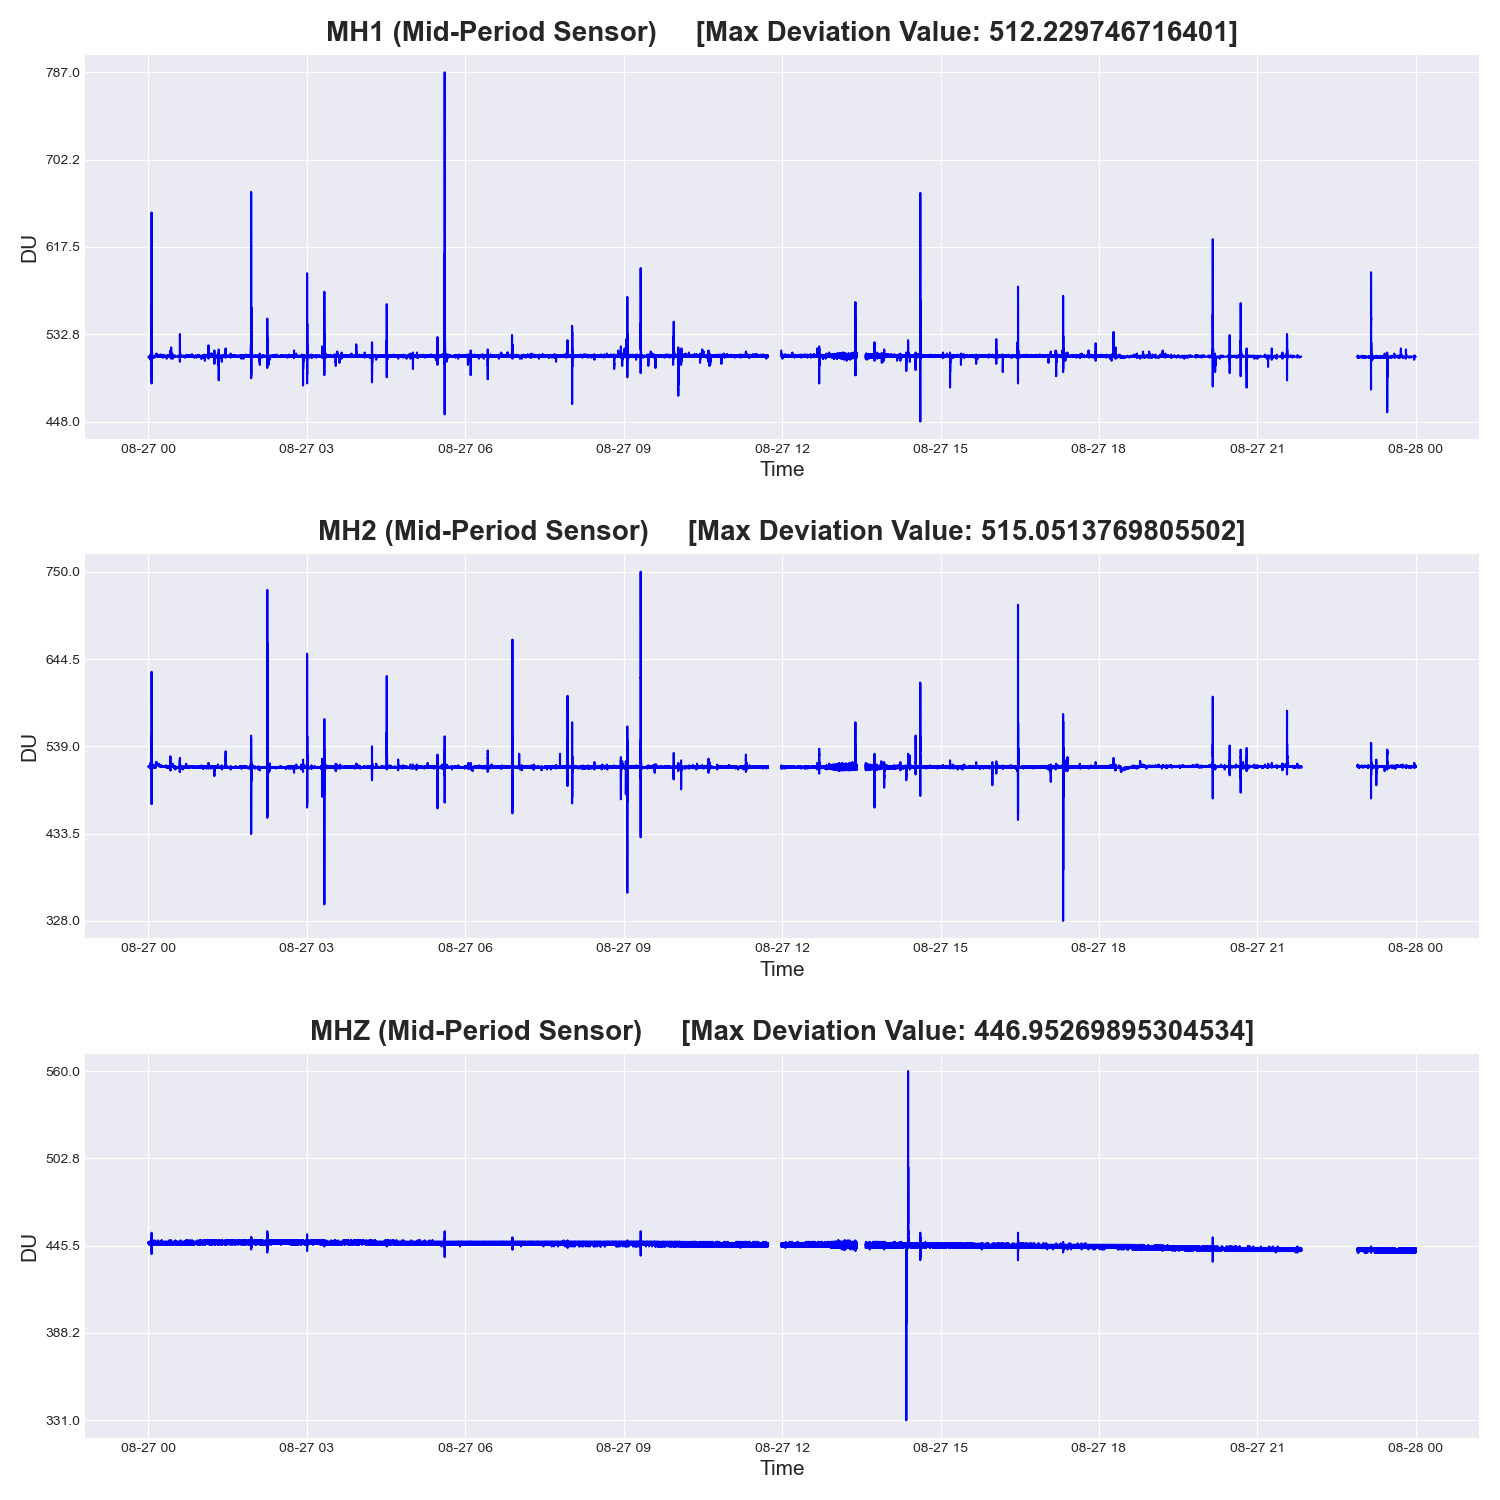 MH1 (Mid-Period Sensor) [Max Deviation Value: 512.229746716401]
787.0
702.2
617.5
532.8
448.0
DU
08-27 00 08-27 03 08-27 06 08-27 09 08-27 12 08-27 15 08-27 18 08-27 21 08-28 00
Time
MH2 (Mid-Period Sensor) [Max Deviation Value: 515.0513769805502]
750.0
644.5
539.0
433.5
328.0
DU
08-27 00 08-27 03 08-27 06 08-27 09 08-27 12 08-27 15 08-27 18 08-27 21 08-28 00
Time
MHZ (Mid-Period Sensor) [Max Deviation Value: 446.95269895304534]
560.0
502.8
445.5
388.2
331.0
DU
08-27 00 08-27 03 08-27 06 08-27 09 08-27 12 08-27 15 08-27 18 08-27 21 08-28 00
Time